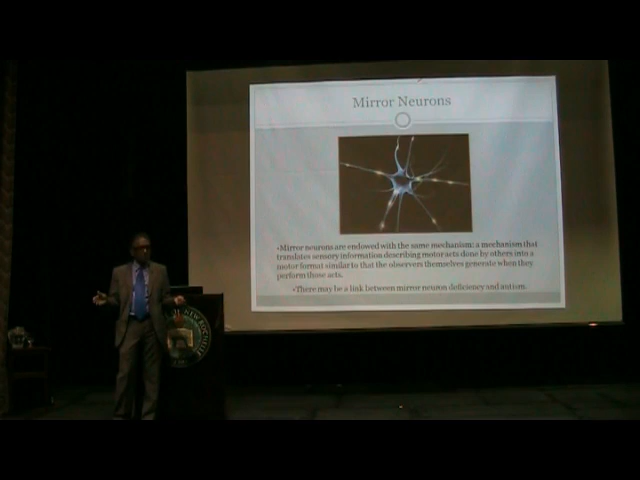 Mirror Neurons
•Mirror neurons are endowed with the same mechanism: a mechanism that
translates sensory information describing motor acts done by others into a
motor format similar to that the observers themselves generate when they
perform those acts.
•There may be a link between mirror neuron deficiency and autism.
NEW ROCHELLE